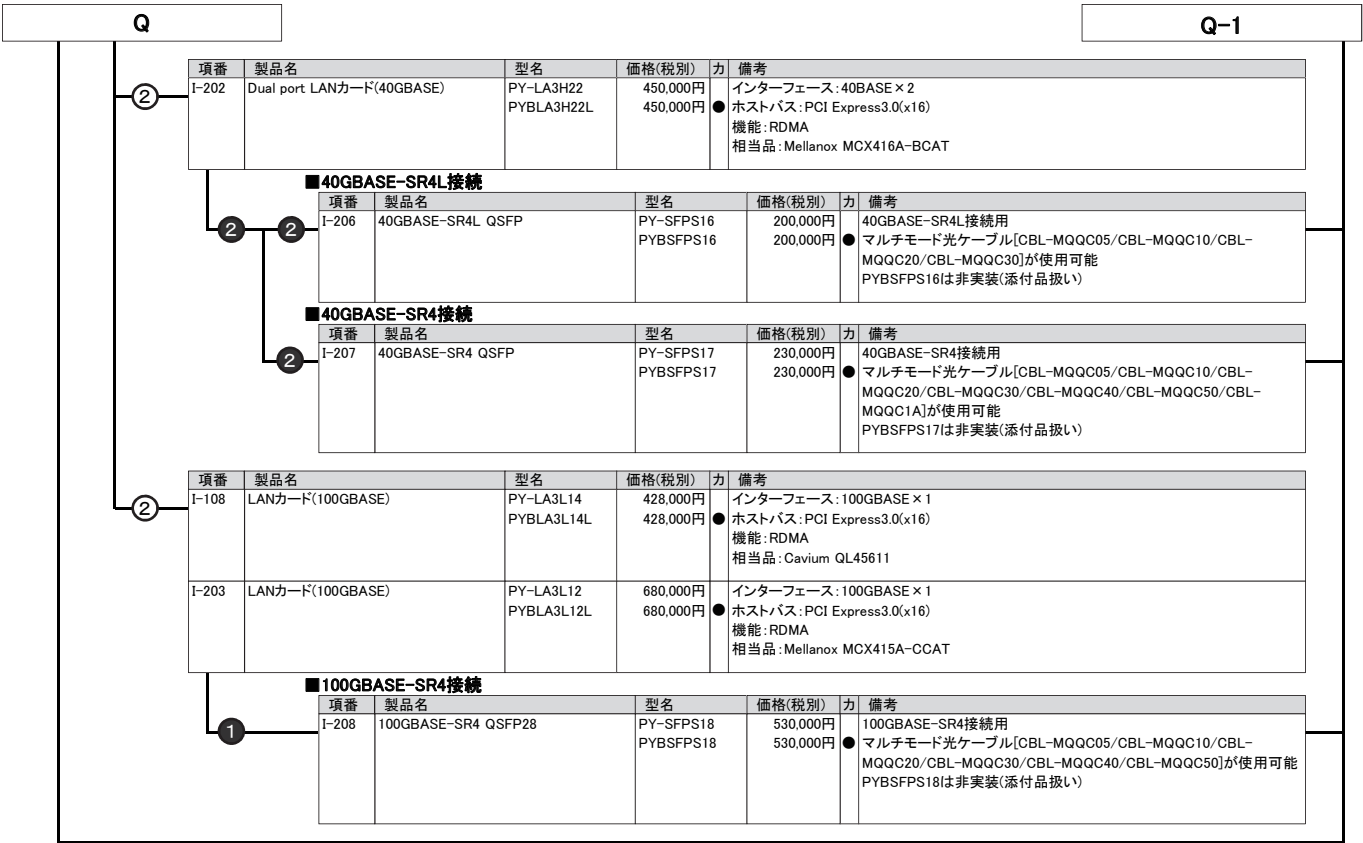 Q
Q-1
項番 製品名 型名 価格(税別) カ 備考
② I-202 Dual port LANカード(40GBASE) PY-LA3H22 450,000円 インターフェース:40BASE×2
PYBLA3H22L 450,000円 ● ホストバス:PCI Express3.0(x16)
機能:RDMA
相当品:Mellanox MCX416A-BCAT
■40GBASE-SR4L接続
項番 製品名 型名 価格(税別) カ 備考
❷ ❷ I-206 40GBASE-SR4L QSFP PY-SFPS16 200,000円 40GBASE-SR4L接続用
PYBSFPS16 200,000円 ● マルチモード光ケーブル[CBL-MQQC05/CBL-MQQC10/CBL-
MQQC20/CBL-MQQC30]が使用可能
PYBSFPS16は非実装(添付品扱い)
■40GBASE-SR4接続
項番 製品名 型名 価格(税別) カ 備考
❷ I-207 40GBASE-SR4 QSFP PY-SFPS17 230,000円 40GBASE-SR4接続用
PYBSFPS17 230,000円 ● マルチモード光ケーブル[CBL-MQQC05/CBL-MQQC10/CBL-
MQQC20/CBL-MQQC30/CBL-MQQC40/CBL-MQQC50/CBL-
MQQC1A]が使用可能
PYBSFPS17は非実装(添付品扱い)
項番 製品名 型名 価格(税別) カ 備考
② I-108 LANカード(100GBASE) PY-LA3L14 428,000円 インターフェース:100GBASE×1
PYBLA3L14L 428,000円 ● ホストバス:PCI Express3.0(x16)
機能:RDMA
相当品:Cavium QL45611
I-203 LANカード(100GBASE) PY-LA3L12 680,000円 インターフェース:100GBASE×1
PYBLA3L12L 680,000円 ● ホストバス:PCI Express3.0(x16)
機能:RDMA
相当品:Mellanox MCX415A-CCAT
■100GBASE-SR4接続
項番 製品名 型名 価格(税別) カ 備考
❶ I-208 100GBASE-SR4 QSFP28 PY-SFPS18 530,000円 100GBASE-SR4接続用
PYBSFPS18 530,000円 ● マルチモード光ケーブル[CBL-MQQC05/CBL-MQQC10/CBL-
MQQC20/CBL-MQQC30/CBL-MQQC40/CBL-MQQC50]が使用可能
PYBSFPS18は非実装(添付品扱い)